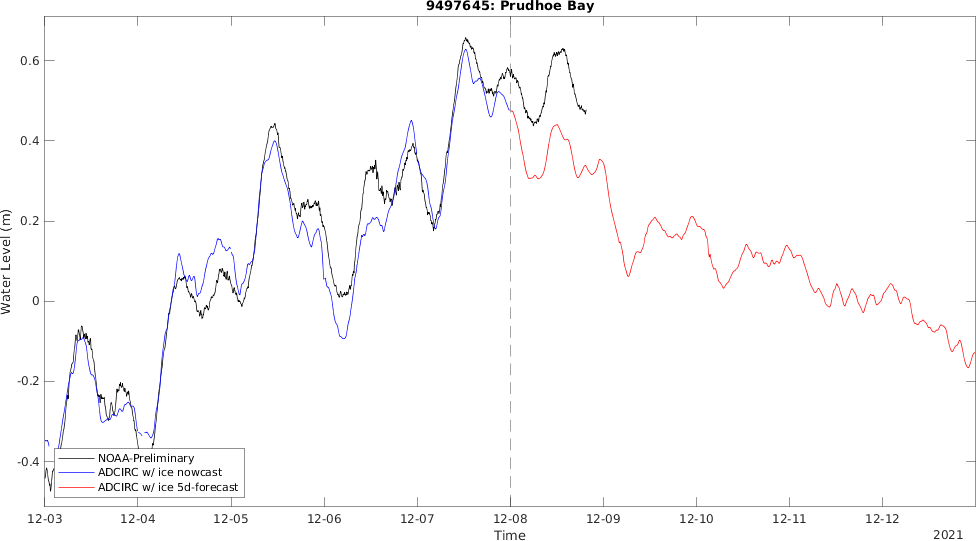 9497645: Prudhoe Bay
Water Level (m)
0.6
0.4
0.2
0
-0.2
-0.4
NOAA-Preliminary
ADCIRC w/ ice nowcast
ADCIRC w/ ice 5d-forecast
12-03 12-04 12-05 12-06 12-07 12-08 12-09 12-10 12-11 12-12
Time
2021